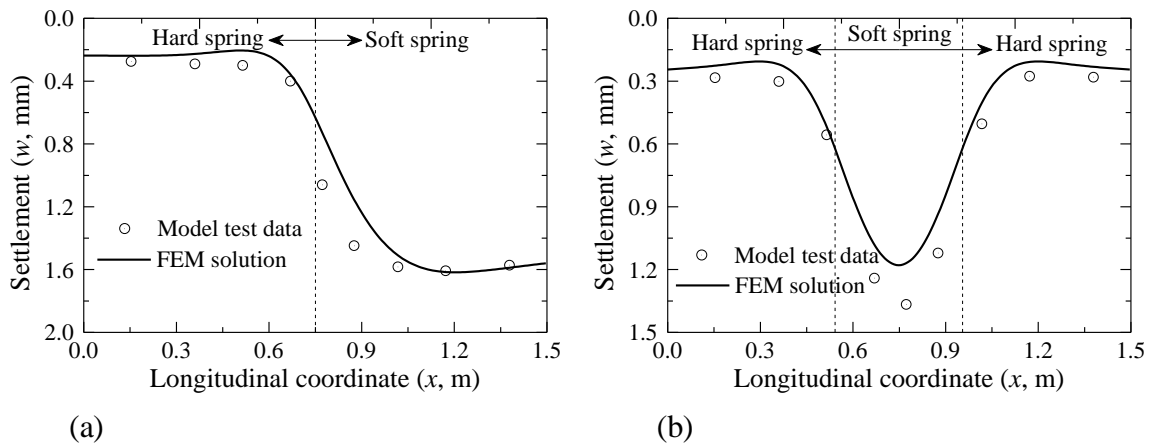 0.0
0.4
0.8
1.2
1.6
2.0
Settlement (w, mm)
Hard spring
Soft spring
Model test data
FEM solution
0.0 0.3 0.6 0.9 1.2 1.5
Longitudinal coordinate (x, m)
(a)
0.0
0.3
0.6
0.9
1.2
1.5
Settlement (w, mm)
Hard spring
Soft spring
Hard spring
Model test data
FEM solution
0.0 0.3 0.6 0.9 1.2 1.5
Longitudinal coordinate (x, m)
(b)